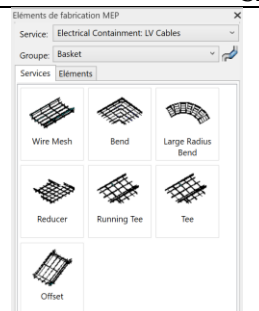 Eléments de fabrication MEP
Service: Electrical Containment: LV Cables
Groupe: Basket
Services Eléments
Wire Mesh Bend Large Radius
Bend
Reducer Running Tee Tee
Offset